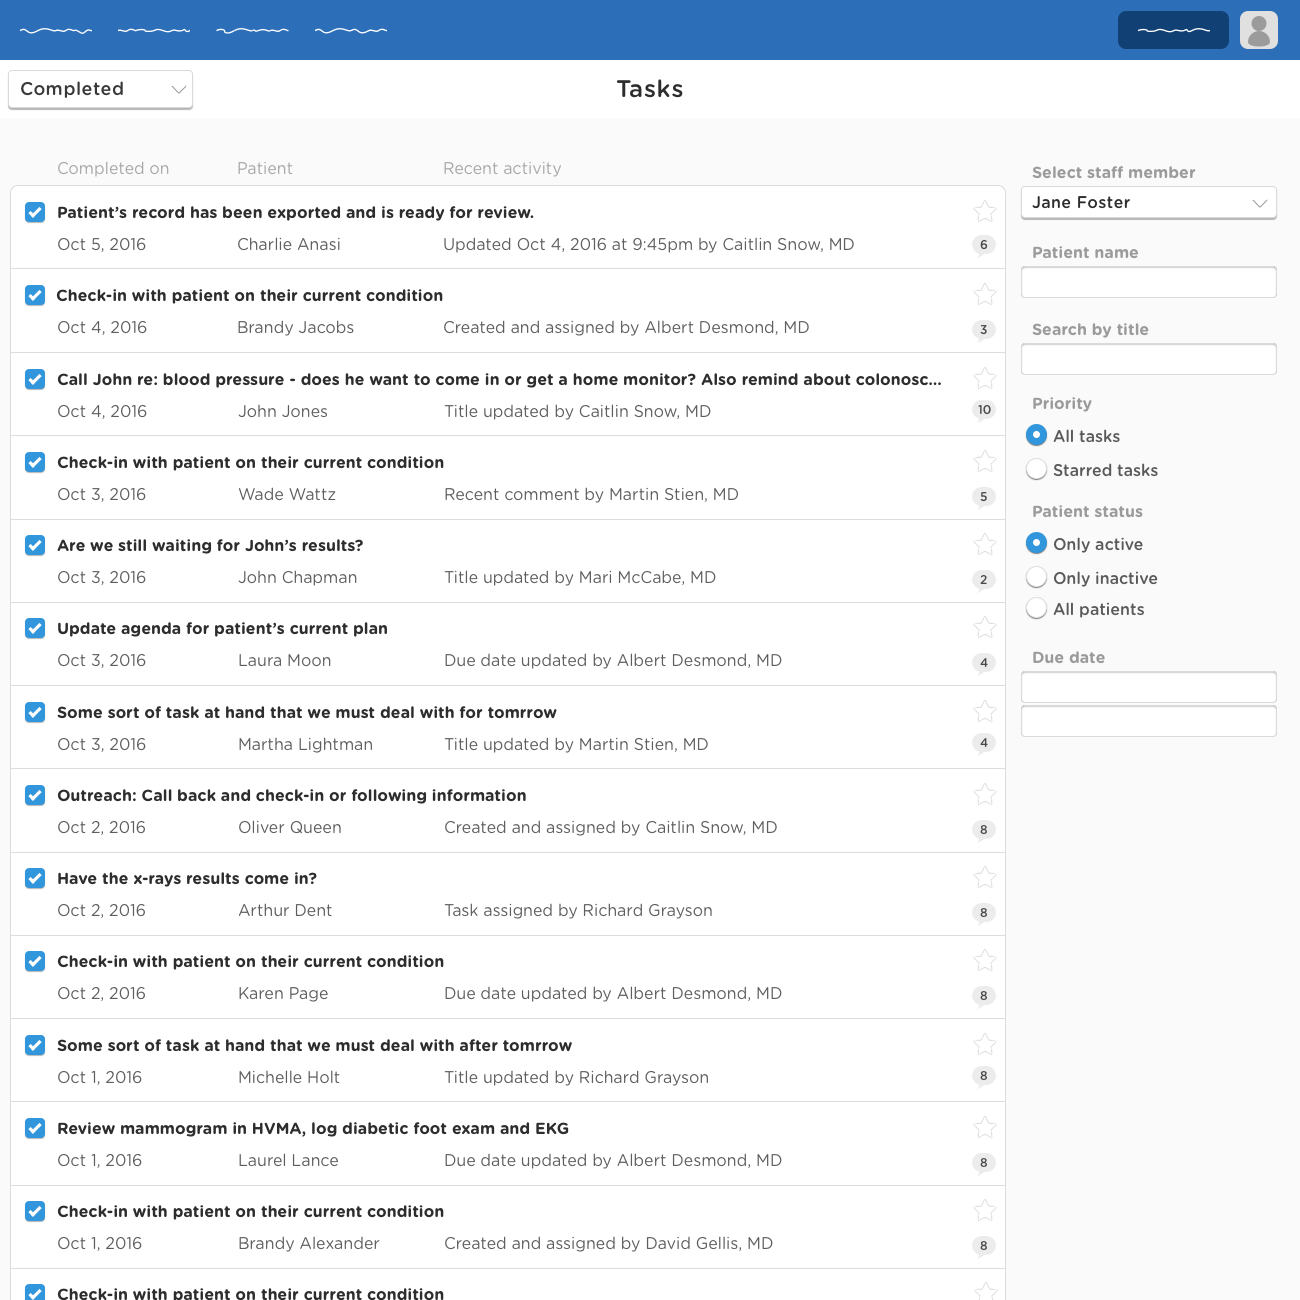 Completed
Tasks
Completed on Patient Recent activity
Patient’s record has been exported and is ready for review.
Oct 5, 2016 Charlie Anasi Updated Oct 4, 2016 at 9:45pm by Caitlin Snow, MD 6
Check-in with patient on their current condition
Oct 4, 2016 Brandy Jacobs Created and assigned by Albert Desmond, MD 3
Call John re: blood pressure - does he want to come in or get a home monitor? Also remind about colonosc...
Oct 4, 2016 John Jones Title updated by Caitlin Snow, MD 10
Check-in with patient on their current condition
Oct 3, 2016 Wade Wattz Recent comment by Martin Stien, MD 5
Are we still waiting for John’s results?
Oct 3, 2016 John Chapman Title updated by Mari McCabe, MD 2
Update agenda for patient’s current plan
Oct 3, 2016 Laura Moon Due date updated by Albert Desmond, MD 4
Some sort of task at hand that we must deal with for tomrrow
Oct 3, 2016 Martha Lightman Title updated by Martin Stien, MD 4
Outreach: Call back and check-in or following information
Oct 2, 2016 Oliver Queen Created and assigned by Caitlin Snow, MD 8
Have the x-rays results come in?
Oct 2, 2016 Arthur Dent Task assigned by Richard Grayson 8
Check-in with patient on their current condition
Oct 2, 2016 Karen Page Due date updated by Albert Desmond, MD 8
Some sort of task at hand that we must deal with after tomrrow
Oct 1, 2016 Michelle Holt Title updated by Richard Grayson 8
Review mammogram in HVMA, log diabetic foot exam and EKG
Oct 1, 2016 Laurel Lance Due date updated by Albert Desmond, MD 8
Check-in with patient on their current condition
Oct 1, 2016 Brandy Alexander Created and assigned by David Gellis, MD 8
Check-in with patient on their current condition
Select staff member
Jane Foster
Patient name
Search by title
Priority
All tasks
Starred tasks
Patient status
Only active
Only inactive
All patients
Due date